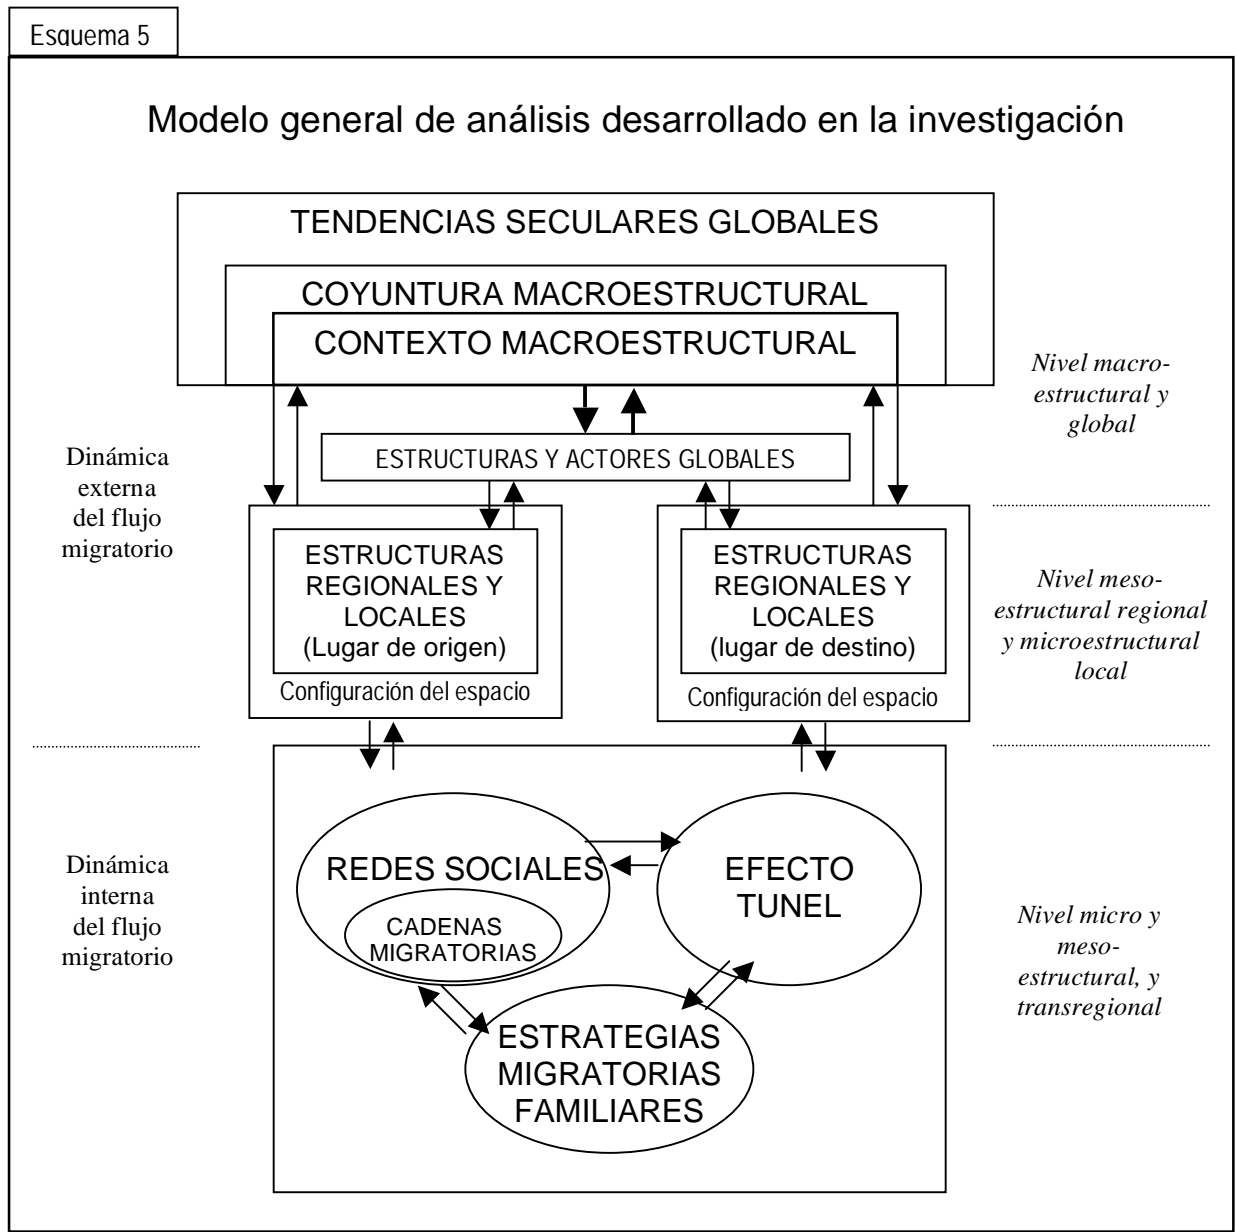 Esquema 5
Modelo general de análisis desarrollado en la investigación
TENDENCIAS SECULARES GLOBALES
COYUNTURA MACROESTRUCTURAL
CONTEXTO MACROESTRUCTURAL
Nivel macro-
estructural y
global
ESTRUCTURAS Y ACTORES GLOBALES
Dinámica
externa
del flujo
migratorio
ESTRUCTURAS
REGIONALES Y
LOCALES
(Lugar de origen)
Configuración del espacio
ESTRUCTURAS
REGIONALES Y
LOCALES
(lugar de destino)
Configuración del espacio
Nivel meso-
estructural regional
y microestructural
local
Dinámica
interna
del flujo
migratorio
REDES SOCIALES
CADENAS
MIGRATORIAS
EFECTO
TUNEL
ESTRATEGIAS
MIGRATORIAS
FAMILIARES
Nivel micro y
meso-
estructural, y
transregional